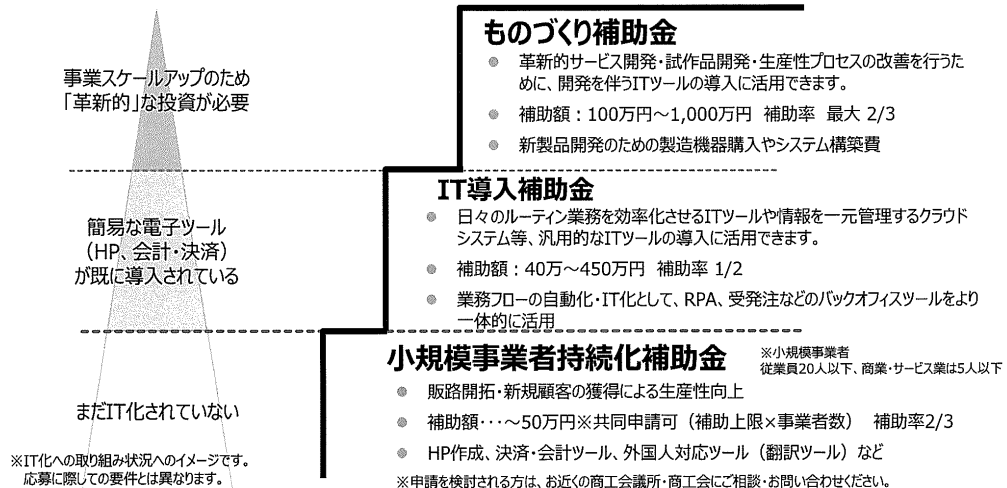 ものづくり補助金
事業スケールアップのため
「革新的」な投資が必要
革新的サービス開発・試作品開発・生産性プロセスの改善を行うた
めに、開発を伴うITツールの導入に活用できます。
補助額：100万円～1,000万円 補助率 最大 2/3
新製品開発のための製造機器購入やシステム構築費
IT導入補助金
簡易な電子ツール
（HP、会計・決済）
が既に導入されている
日々のルーティン業務を効率化させるITツールや情報を一元管理するクラウド
システム等、汎用的なITツールの導入に活用できます。
補助額：40万～450万円 補助率 1/2
業務フローの自動化・IT化として、RPA、受発注などのバックオフィスツールをより
一体的に活用
小規模事業者持続化補助金
※小規模事業者
従業員20人以下、商業・サービス業は5人以下
まだIT化されていない
販路開拓・新規顧客の獲得による生産性向上
補助額・・・～50万円※共同申請可（補助上限×事業者数） 補助率2/3
HP作成、決済・会計ツール、外国人対応ツール（翻訳ツール）など
※IT化への取り組み状況へのイメージです。
応募に際しての要件とは異なります。
※申請を検討される方は、お近くの商工会議所・商工会にご相談・お問い合わせください。